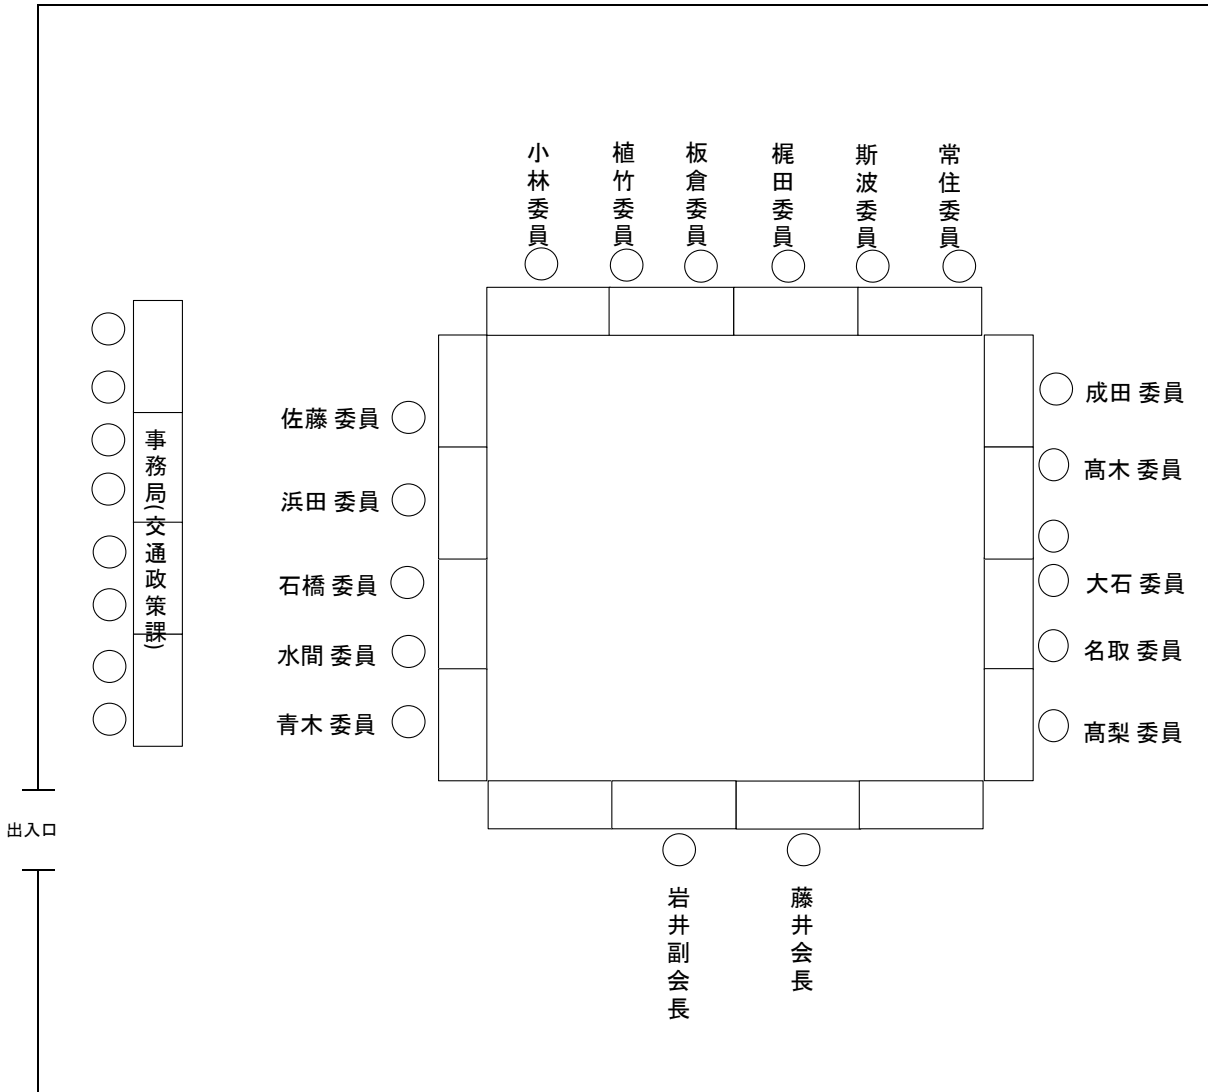 小林委員
植竹委員
板倉委員
梶田委員
斯波委員
常住委員
事務局(交通政策課)
佐藤 委員
浜田 委員
石橋 委員
水間 委員
青木 委員
成田 委員
髙木 委員
大石 委員
名取 委員
髙梨 委員
出入口
岩井副会長
藤井会長